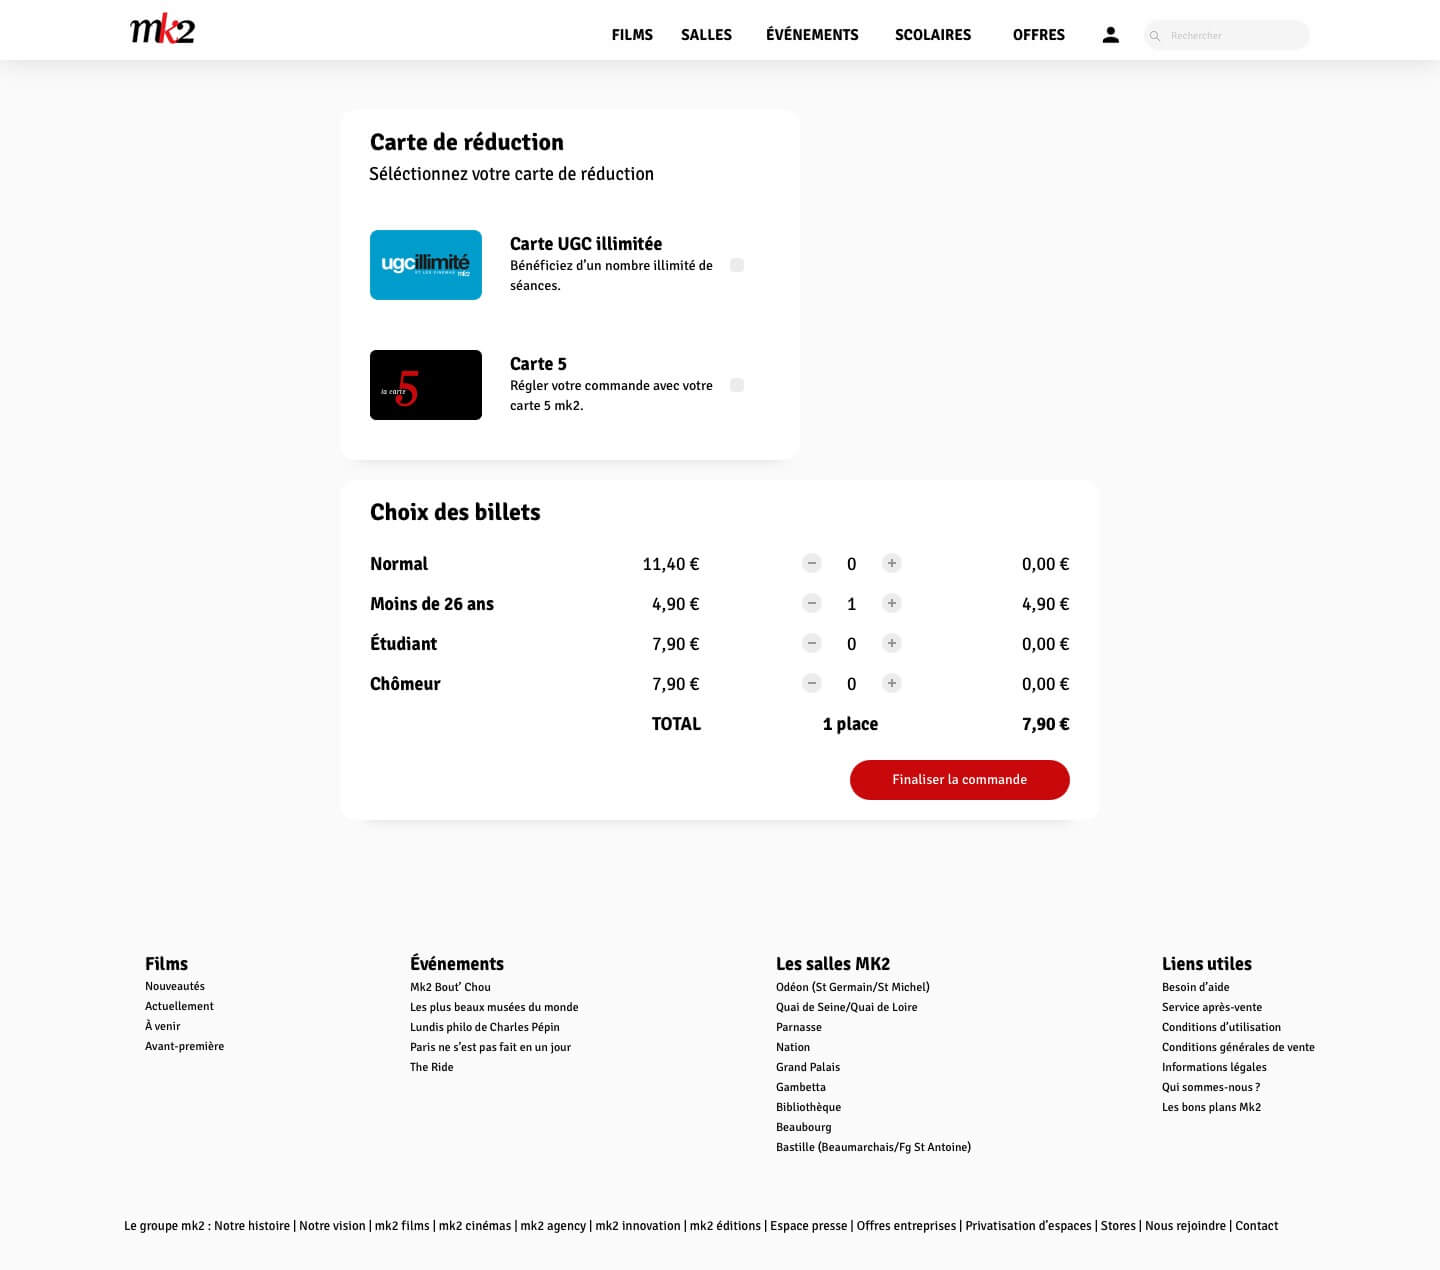 mk2
FILMS SALLES ÉVÉNEMENTS SCOLAIRES OFFRES Rechercher
Carte de réduction
Séléctionnez votre carte de réduction
ugcillimité
ET LES CINÉMAS mk2
Carte UGC illimitée
Bénéficiez d’un nombre illimité de
séances.
la carte 5
Carte 5
Régler votre commande avec votre
carte 5 mk2.
Choix des billets
Normal 11,40 € − 0 + 0,00 €
Moins de 26 ans 4,90 € − 1 + 4,90 €
Étudiant 7,90 € − 0 + 0,00 €
Chômeur 7,90 € − 0 + 0,00 €
TOTAL 1 place 7,90 €
Finaliser la commande
Films
Nouveautés
Actuellement
À venir
Avant-première
Événements
Mk2 Bout’ Chou
Les plus beaux musées du monde
Lundis philo de Charles Pépin
Paris ne s’est pas fait en un jour
The Ride
Les salles MK2
Odéon (St Germain/St Michel)
Quai de Seine/Quai de Loire
Parnasse
Nation
Grand Palais
Gambetta
Bibliothèque
Beaubourg
Bastille (Beaumarchais/Fg St Antoine)
Liens utiles
Besoin d’aide
Service après-vente
Conditions d’utilisation
Conditions générales de vente
Informations légales
Qui sommes-nous ?
Les bons plans Mk2
Le groupe mk2 : Notre histoire | Notre vision | mk2 films | mk2 cinémas | mk2 agency | mk2 innovation | mk2 éditions | Espace presse | Offres entreprises | Privatisation d’espaces | Stores | Nous rejoindre | Contact